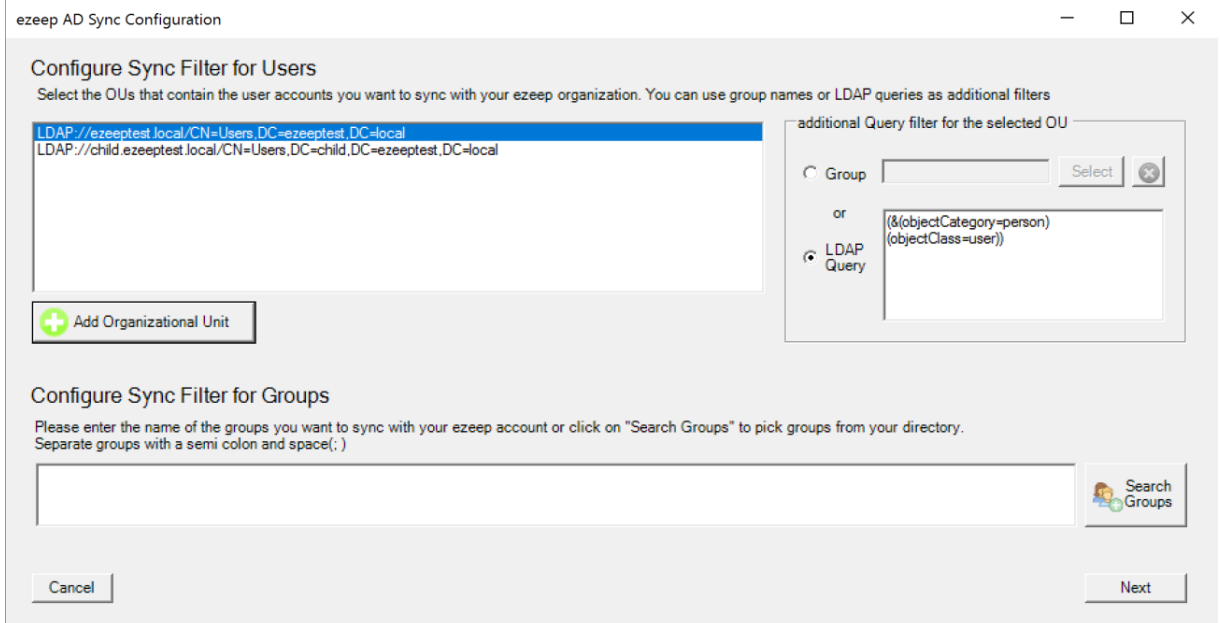 ezeep AD Sync Configuration
Configure Sync Filter for Users
Select the OUs that contain the user accounts you want to sync with your ezeep organization. You can use group names or LDAP queries as additional filters
LDAP://ezeeptest.local/CN=Users,DC=ezeeptest,DC=local
LDAP://child.ezeeptest.local/CN=Users,DC=child,DC=ezeeptest,DC=local
Add Organizational Unit
additional Query filter for the selected OU
Group
Select
or
LDAP
Query
(&(objectCategory=person)
(objectClass=user))
Configure Sync Filter for Groups
Please enter the name of the groups you want to sync with your ezeep account or click on "Search Groups" to pick groups from your directory.
Separate groups with a semi colon and space(; )
Search
Groups
Cancel
Next